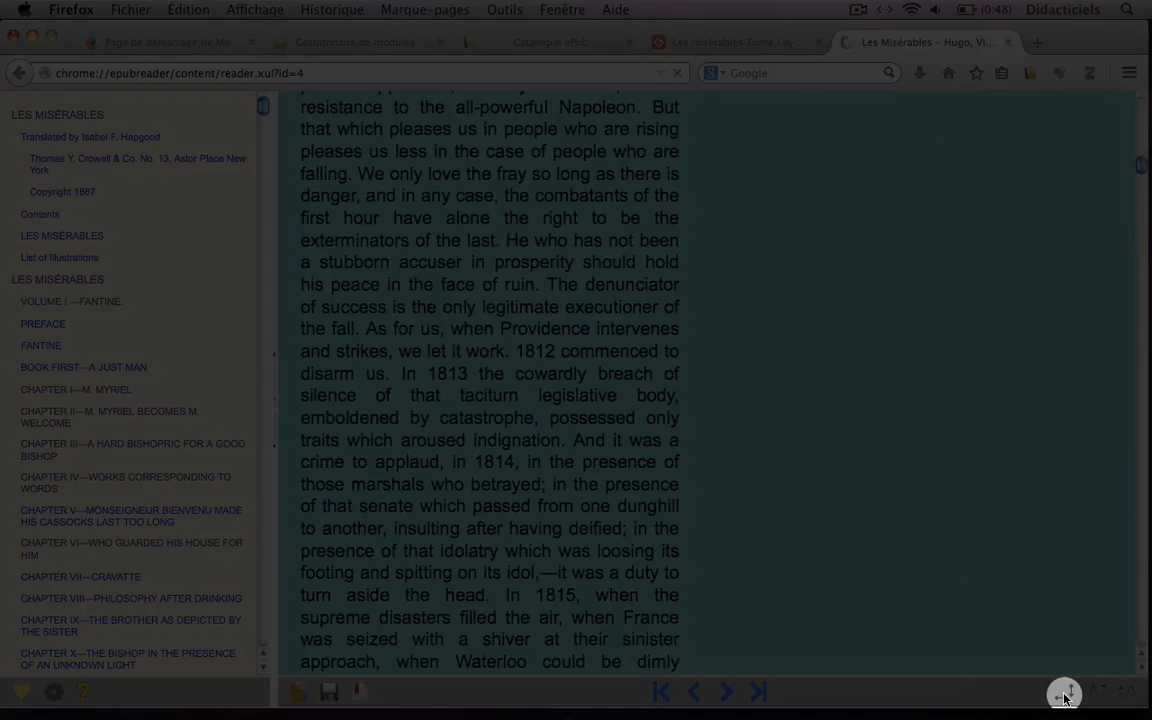 Firefox Fichier Édition Affichage Historique Marque-pages Outils Fenêtre Aide (0:48) Didacticiels
Page de démarrage de Mo... Gestionnaire de modules... Catalogue ePub Les misérables Tome I by ... Les Misérables – Hugo, Vi...
chrome://epubreader/content/reader.xul?id=4 Google
LES MISÉRABLES
Translated by Isabel F. Hapgood
Thomas Y. Crowell & Co. No. 13, Astor Place New
York
Copyright 1887
Contents
LES MISÉRABLES
List of Illustrations
LES MISÉRABLES
VOLUME I.—FANTINE.
PREFACE
FANTINE
BOOK FIRST—A JUST MAN
CHAPTER I—M. MYRIEL
CHAPTER II—M. MYRIEL BECOMES M.
WELCOME
CHAPTER III—A HARD BISHOPRIC FOR A GOOD
BISHOP
CHAPTER IV—WORKS CORRESPONDING TO
WORDS
CHAPTER V—MONSEIGNEUR BIENVENU MADE
HIS CASSOCKS LAST TOO LONG
CHAPTER VI—WHO GUARDED HIS HOUSE FOR
HIM
CHAPTER VII—CRAVATTE
CHAPTER VIII—PHILOSOPHY AFTER DRINKING
CHAPTER IX—THE BROTHER AS DEPICTED BY
THE SISTER
CHAPTER X—THE BISHOP IN THE PRESENCE
OF AN UNKNOWN LIGHT
resistance to the all-powerful Napoleon. But
that which pleases us in people who are rising
pleases us less in the case of people who are
falling. We only love the fray so long as there is
danger, and in any case, the combatants of the
first hour have alone the right to be the
exterminators of the last. He who has not been
a stubborn accuser in prosperity should hold
his peace in the face of ruin. The denunciator
of success is the only legitimate executioner of
the fall. As for us, when Providence intervenes
and strikes, we let it work. 1812 commenced to
disarm us. In 1813 the cowardly breach of
silence of that taciturn legislative body,
emboldened by catastrophe, possessed only
traits which aroused indignation. And it was a
crime to applaud, in 1814, in the presence of
those marshals who betrayed; in the presence
of that senate which passed from one dunghill
to another, insulting after having deified; in the
presence of that idolatry which was loosing its
footing and spitting on its idol,—it was a duty to
turn aside the head. In 1815, when the
supreme disasters filled the air, when France
was seized with a shiver at their sinister
approach, when Waterloo could be dimly